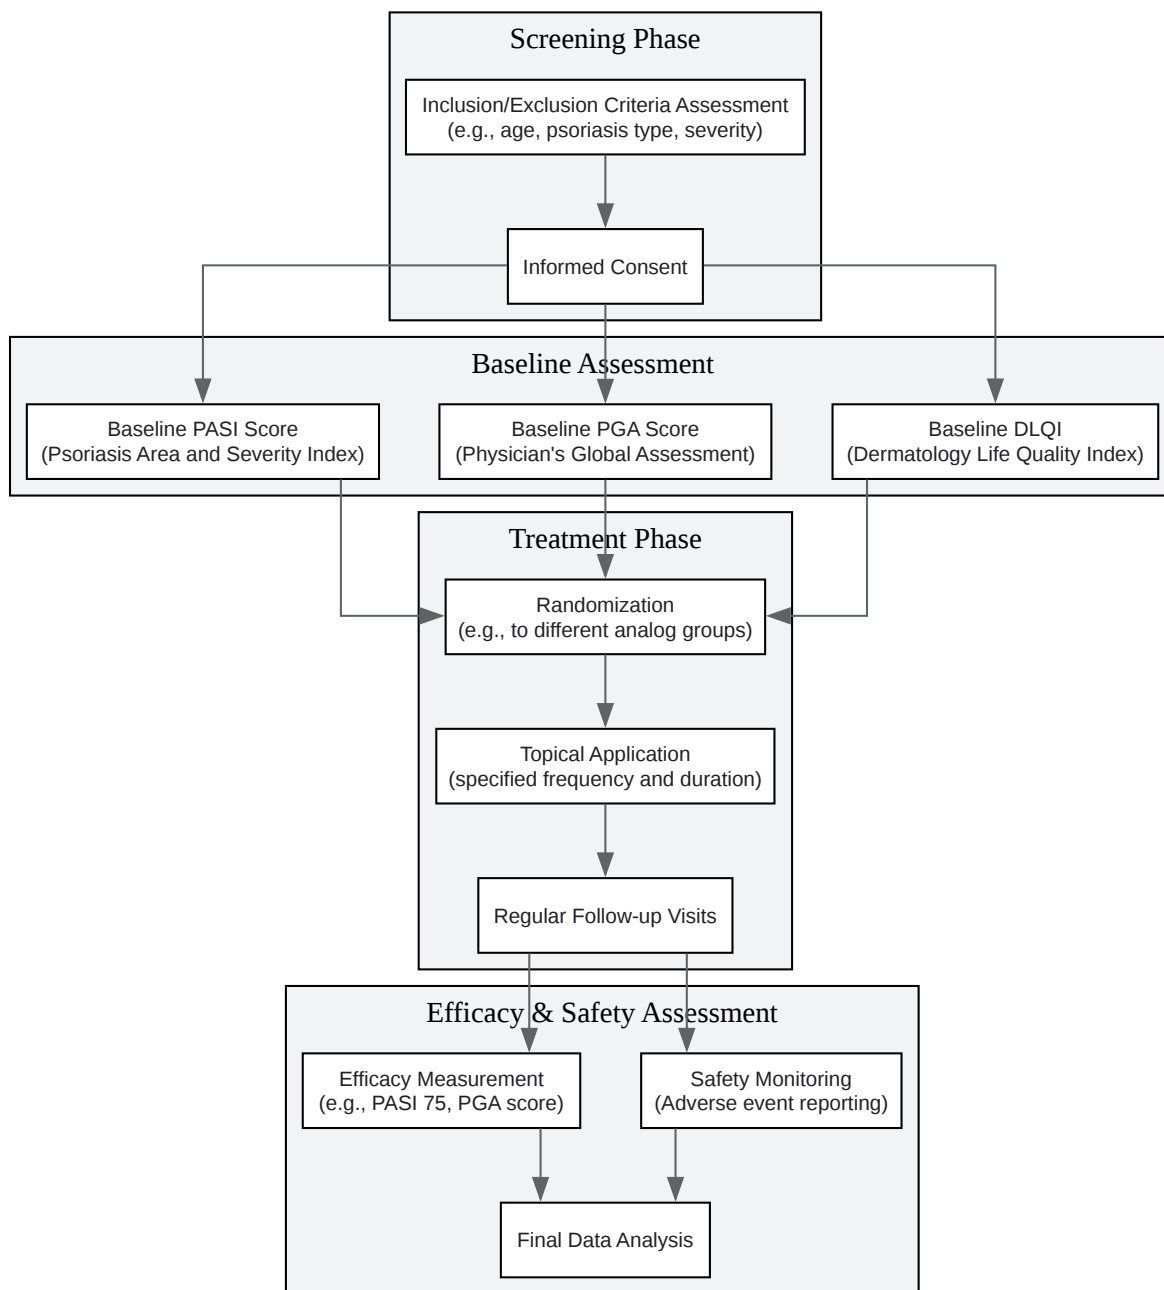 Screening Phase
Inclusion/Exclusion Criteria Assessment
(e.g., age, psoriasis type, severity)
Informed Consent
Baseline Assessment
Baseline PASI Score
(Psoriasis Area and Severity Index)
Baseline PGA Score
(Physician's Global Assessment)
Baseline DLQI
(Dermatology Life Quality Index)
Treatment Phase
Randomization
(e.g., to different analog groups)
Topical Application
(specified frequency and duration)
Regular Follow-up Visits
Efficacy & Safety Assessment
Efficacy Measurement
(e.g., PASI 75, PGA score)
Safety Monitoring
(Adverse event reporting)
Final Data Analysis